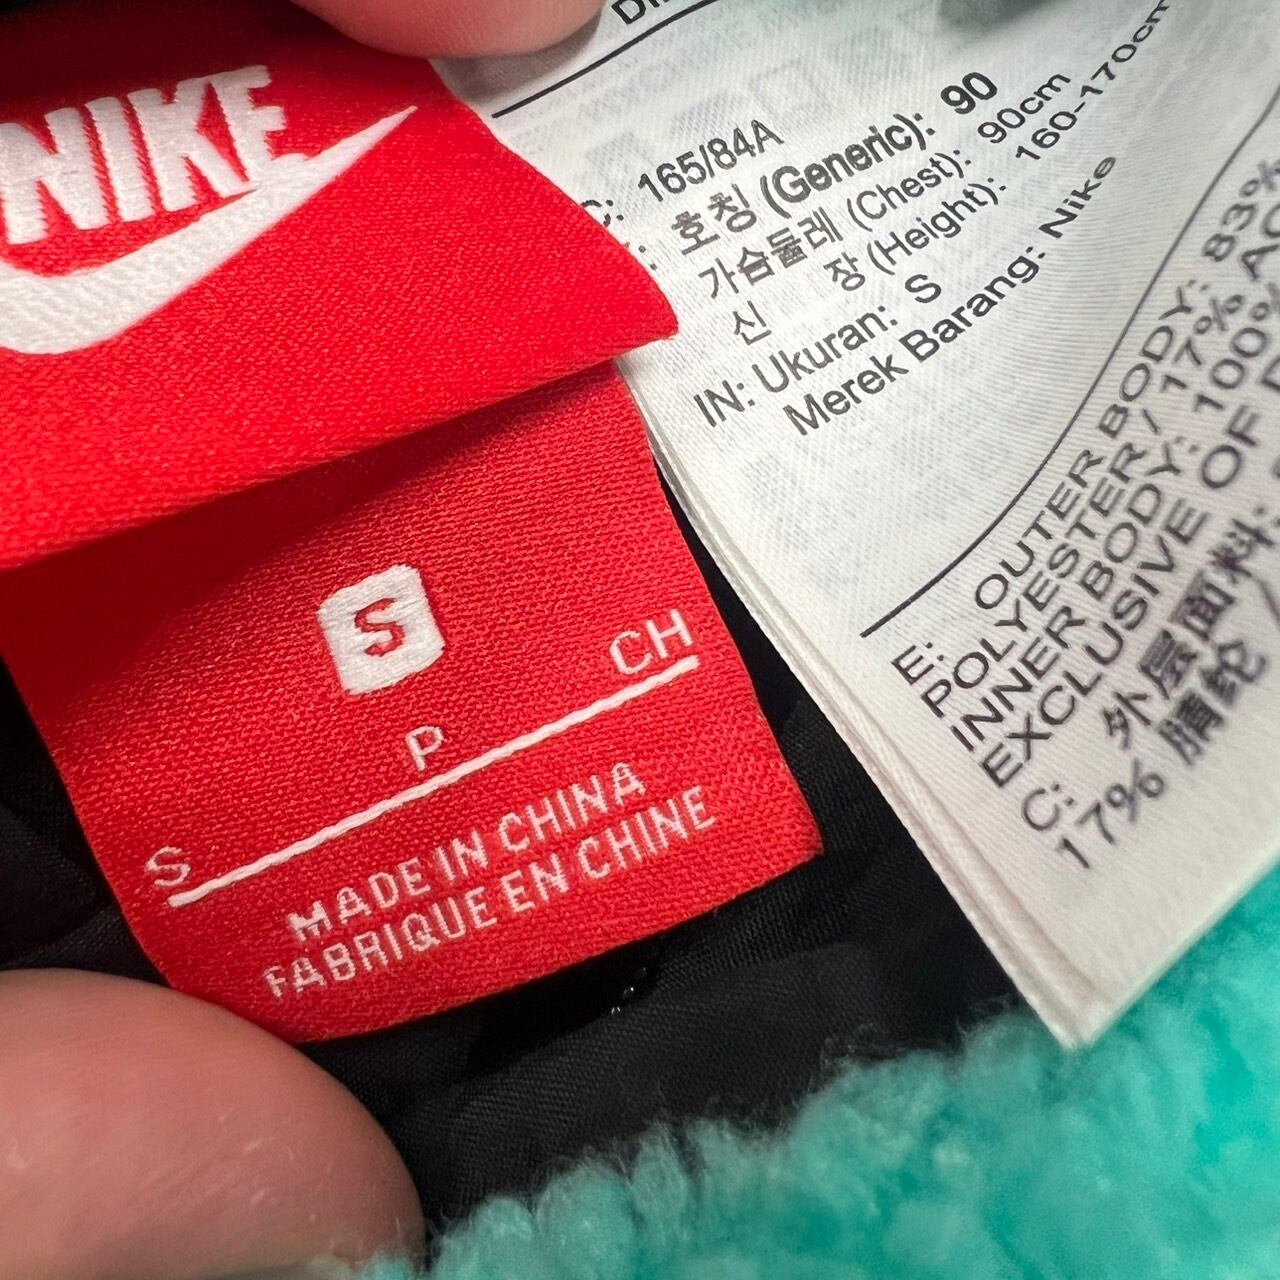 NIKE
S
P
CH
S
MADE IN CHINA
FABRIQUE EN CHINE
165/84A
호칭 (Generic): 90
가슴둘레 (Chest): 90cm
신 장 (Height): 160-170cm
IN: Ukuran: S
Merek Barang: Nike
E: OUTER BODY: 83%
POLYESTER / 17%
INNER BODY: 100%
EXCLUSIVE OF
C: 外层面料:
17% 腈纶 /